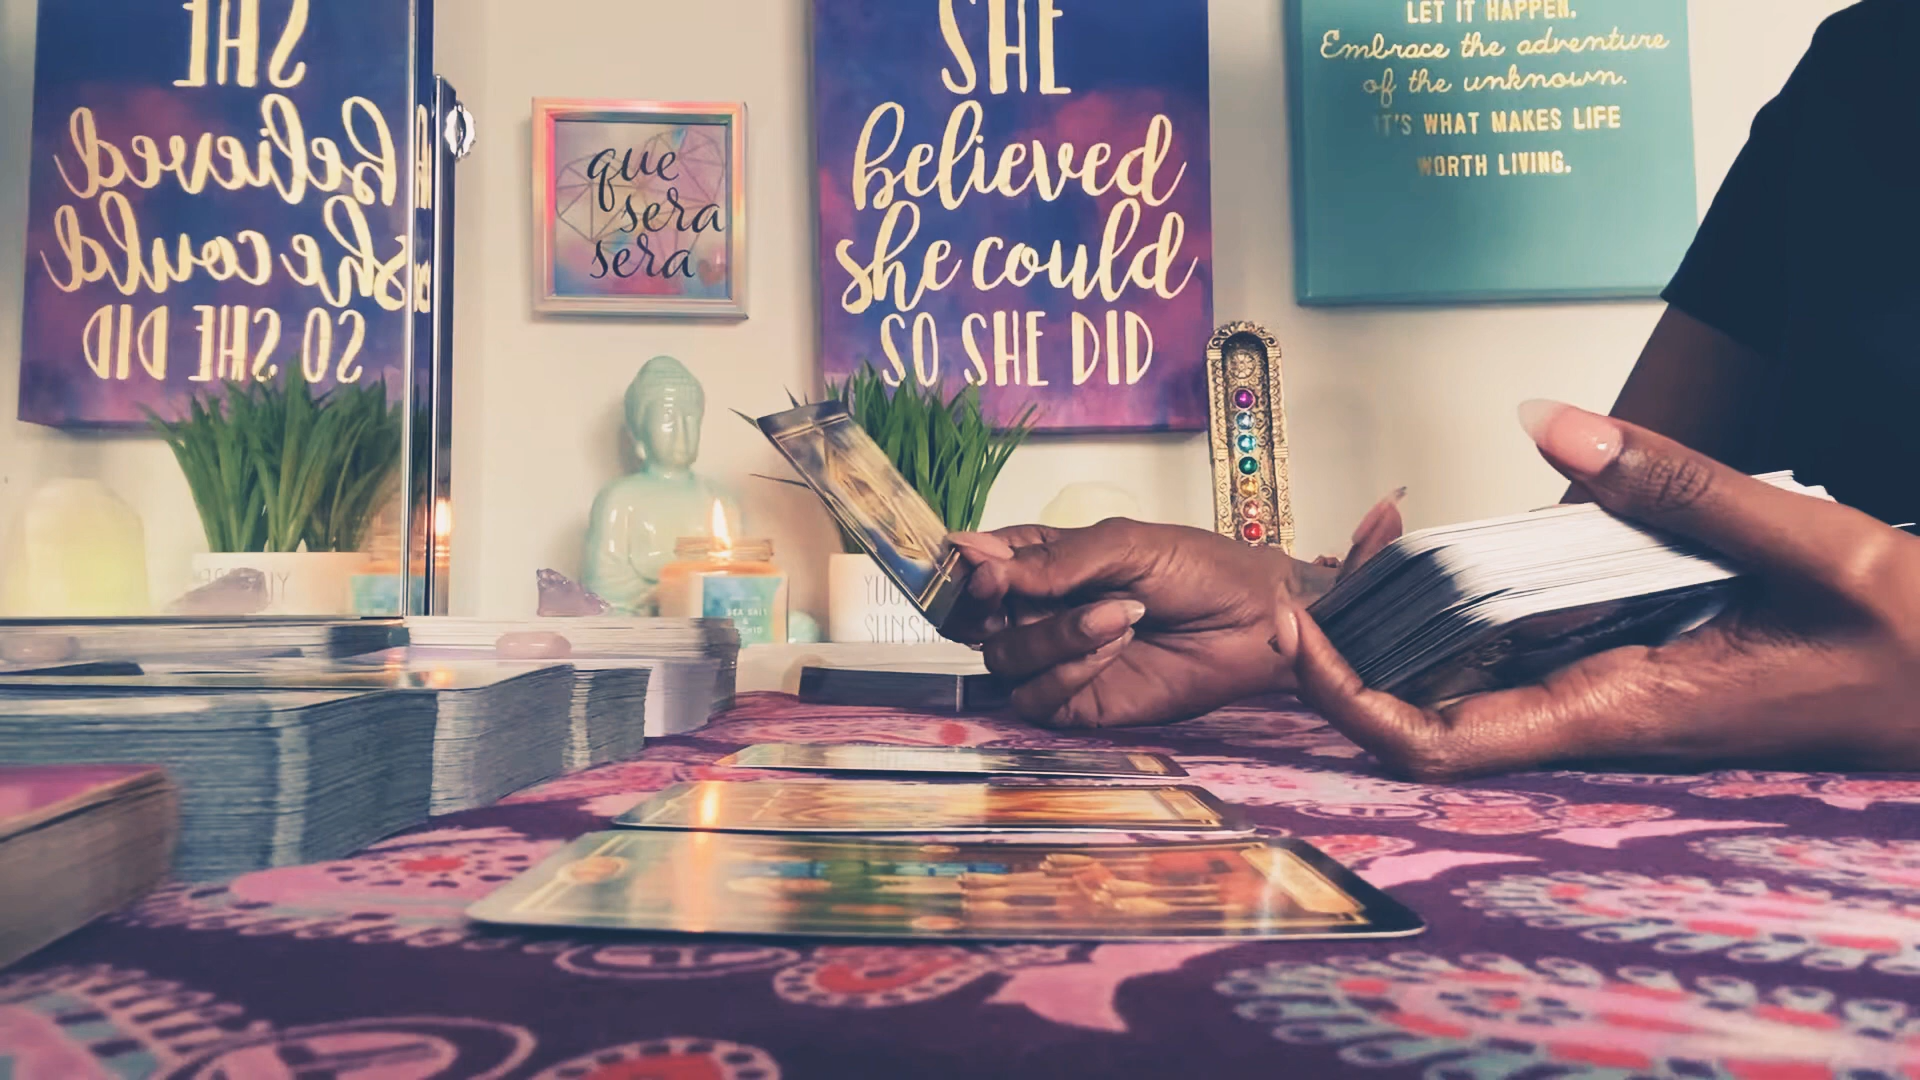 SHE
believed
she could
SO SHE DID
que
sera
sera
SHE
believed
she could
SO SHE DID
LET IT HAPPEN.
Embrace the adventure
of the unknown.
IT'S WHAT MAKES LIFE
WORTH LIVING.
SEA SALT
&